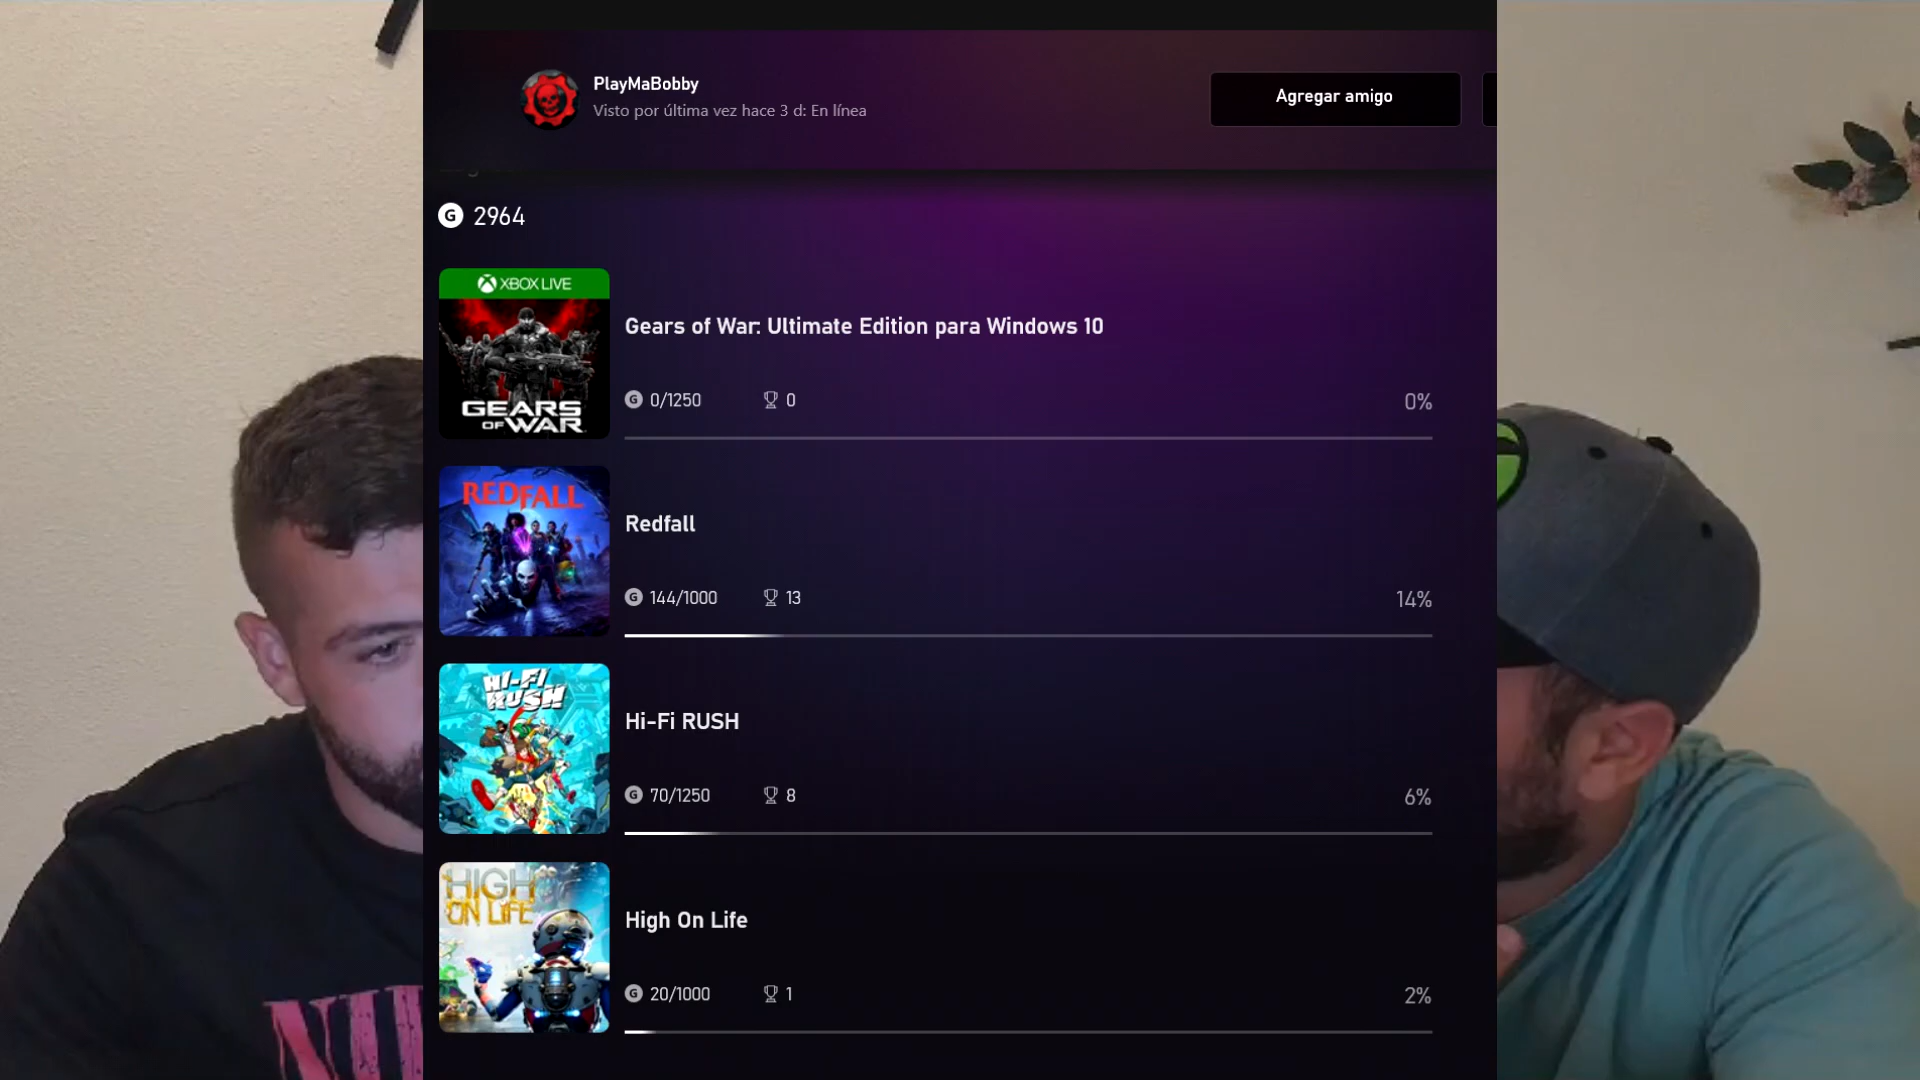 PlayMaBobby
Visto por última vez hace 3 d: En línea
Agregar amigo
G 2964
XBOX LIVE
GEARS
OF WAR
Gears of War: Ultimate Edition para Windows 10
G 0/1250 0 0%
REDFALL
Redfall
G 144/1000 13 14%
HI-FI
RUSH
Hi-Fi RUSH
G 70/1250 8 6%
HIGH
ON LIFE
High On Life
G 20/1000 1 2%